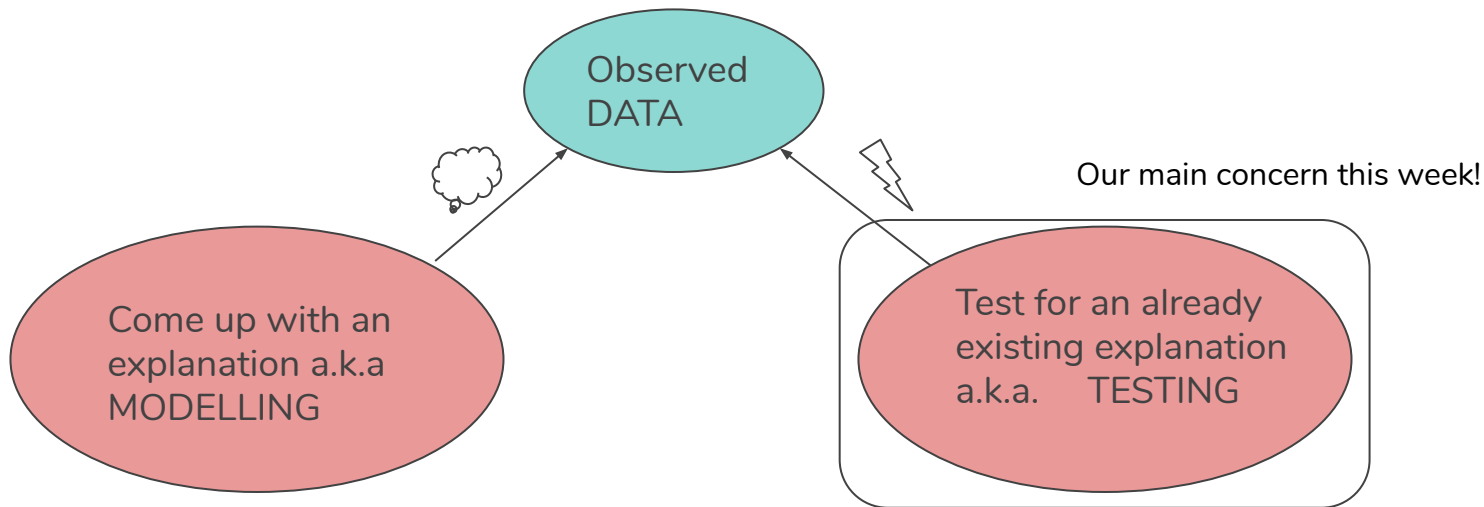 Observed
DATA
Our main concern this week!
Come up with an
explanation a.k.a
MODELLING
Test for an already
existing explanation
a.k.a. TESTING